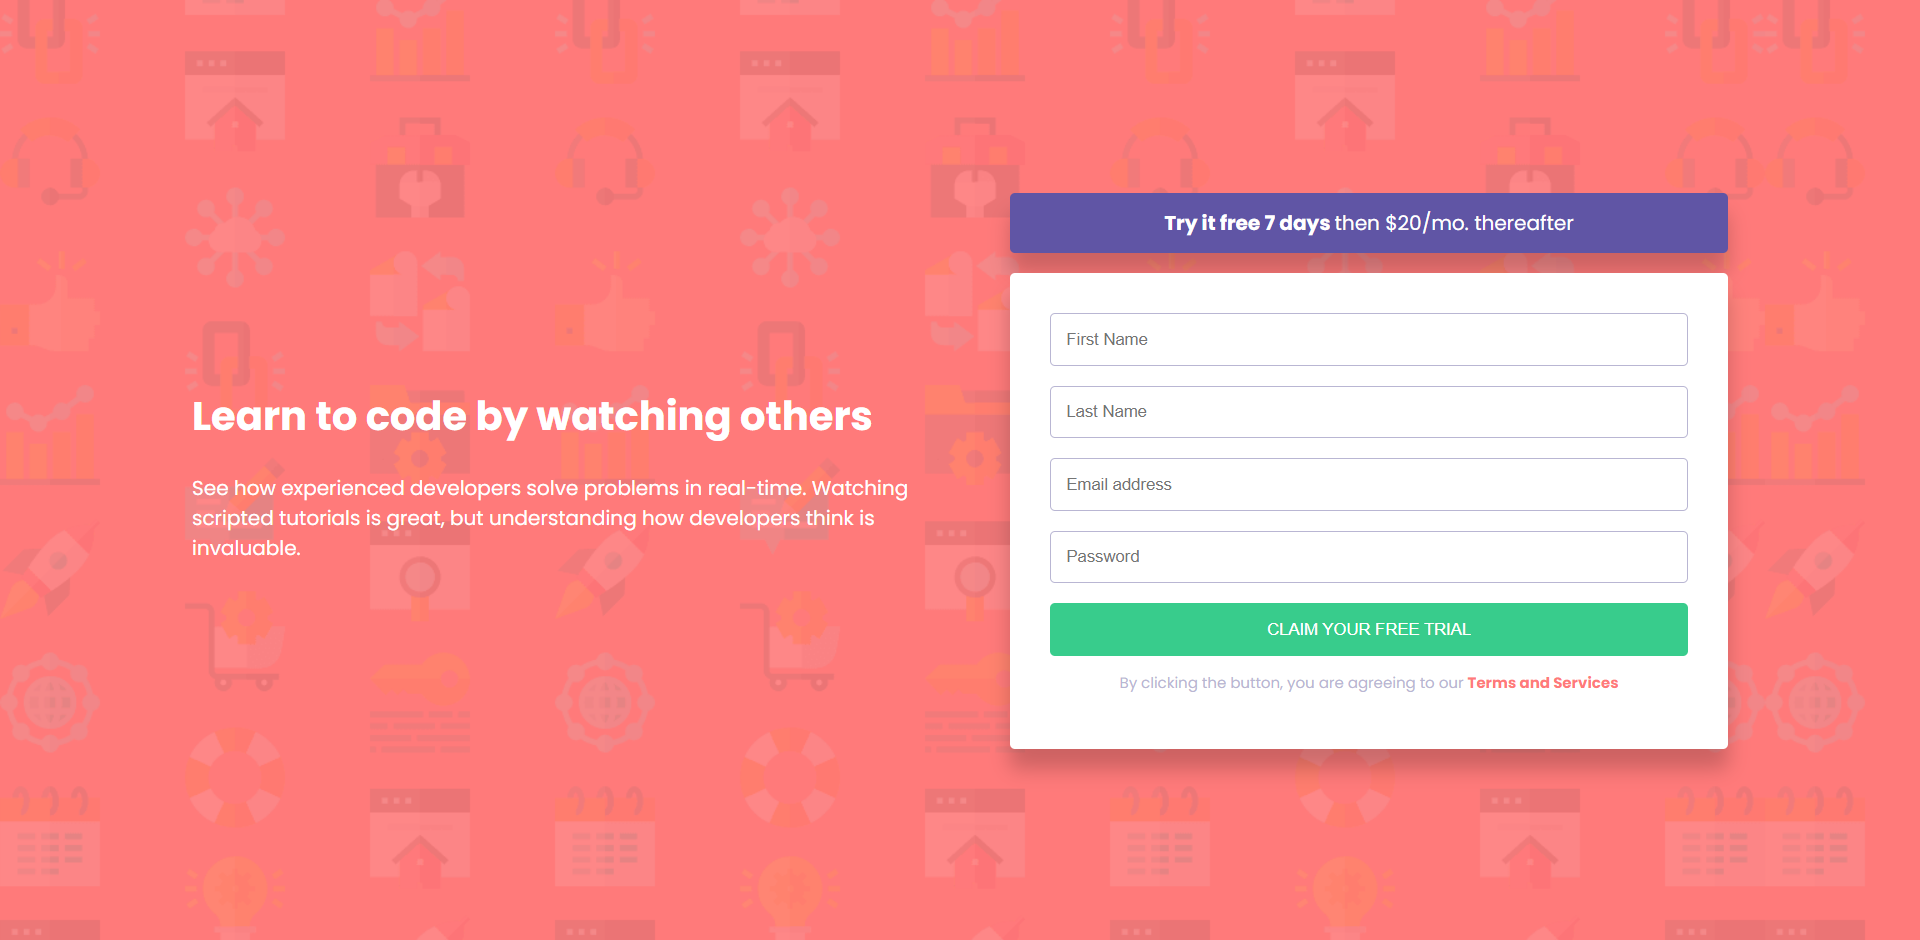 Learn to code by watching others
See how experienced developers solve problems in real-time. Watching
scripted tutorials is great, but understanding how developers think is
invaluable.
Try it free 7 days then $20/mo. thereafter
First Name
Last Name
Email address
Password
CLAIM YOUR FREE TRIAL
By clicking the button, you are agreeing to our Terms and Services